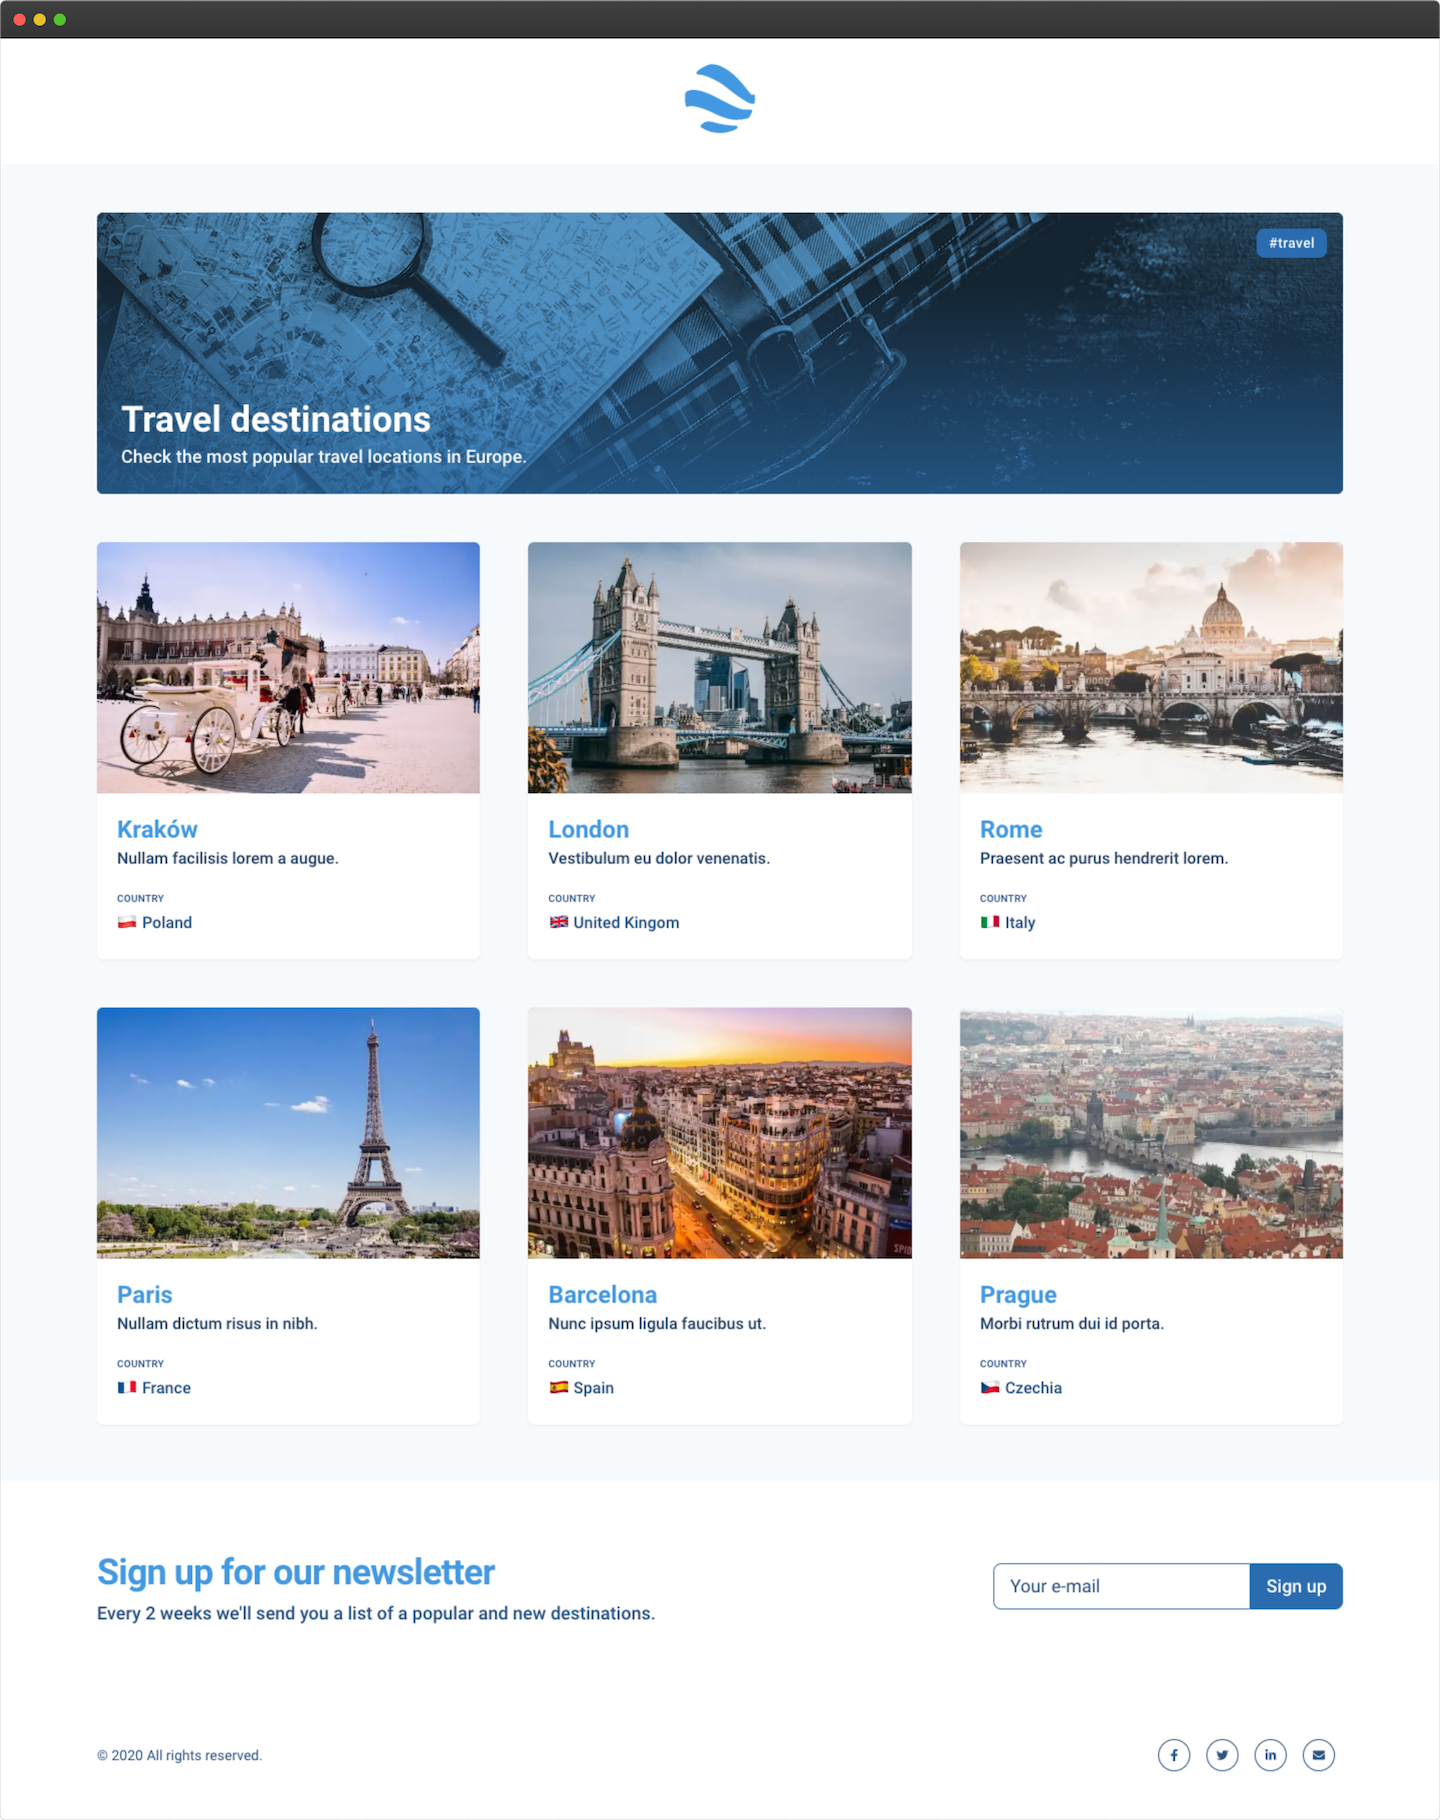 #travel
Travel destinations
Check the most popular travel locations in Europe.
Kraków
Nullam facilisis lorem a augue.
COUNTRY
Poland
London
Vestibulum eu dolor venenatis.
COUNTRY
United Kingom
Rome
Praesent ac purus hendrerit lorem.
COUNTRY
Italy
Paris
Nullam dictum risus in nibh.
COUNTRY
France
Barcelona
Nunc ipsum ligula faucibus ut.
COUNTRY
Spain
Prague
Morbi rutrum dui id porta.
COUNTRY
Czechia
Sign up for our newsletter
Every 2 weeks we'll send you a list of a popular and new destinations.
Your e-mail
Sign up
© 2020 All rights reserved.